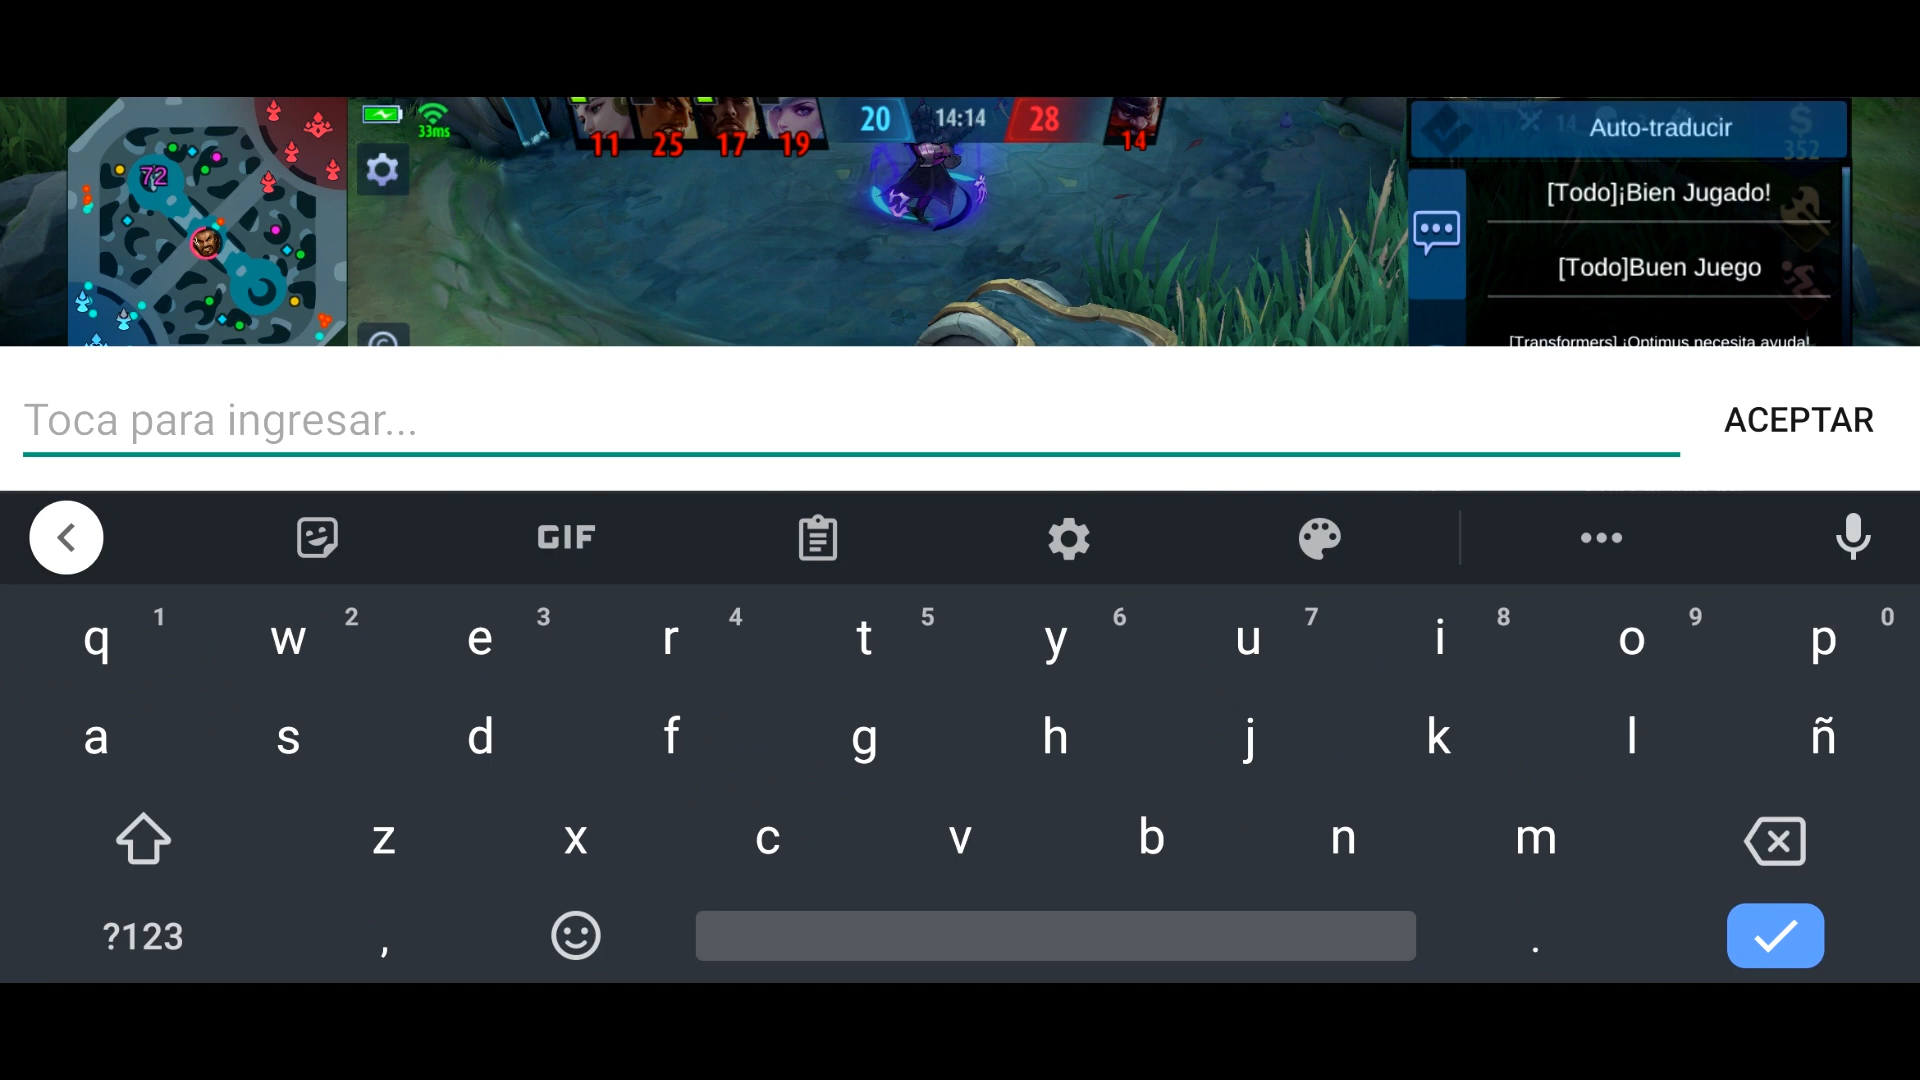 72
33ms
11 25 17 19
20 14:14 28
14
14
352
Auto-traducir
[Todo]¡Bien Jugado!
[Todo]Buen Juego
[Transformers] ¡Optimus necesita ayuda!
Toca para ingresar...
ACEPTAR
GIF
q 1 w 2 e 3 r 4 t 5 y 6 u 7 i 8 o 9 p 0
a s d f g h j k l ñ
z x c v b n m
?123 , .